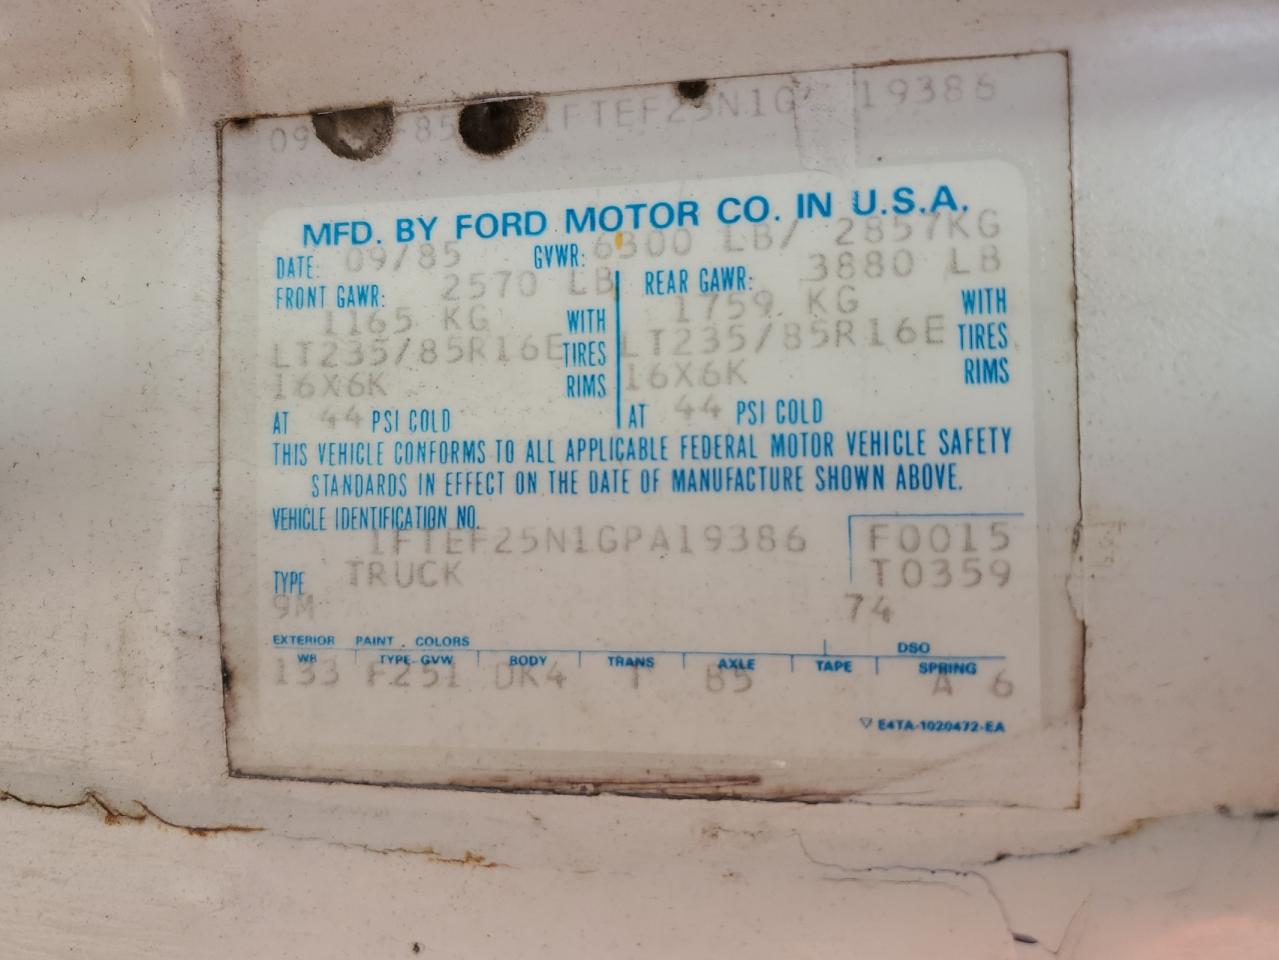 09 F85 1FTEF25N1G 19386
MFD. BY FORD MOTOR CO. IN U.S.A.
DATE: 09/85 GVWR: 6300 LB/ 2857KG
FRONT GAWR: 2570 LB REAR GAWR: 3880 LB
1165 KG WITH 1759 KG WITH
LT235/85R16E TIRES LT235/85R16E TIRES
16X6K RIMS 16X6K RIMS
AT 44 PSI COLD AT 44 PSI COLD
THIS VEHICLE CONFORMS TO ALL APPLICABLE FEDERAL MOTOR VEHICLE SAFETY
STANDARDS IN EFFECT ON THE DATE OF MANUFACTURE SHOWN ABOVE.
VEHICLE IDENTIFICATION NO.
1FTEF25N1GPA19386 F0015
TYPE TRUCK T0359
9M 74
EXTERIOR PAINT COLORS DSO
WB TYPE-GVW BODY TRANS AXLE TAPE SPRING
133 F251 DK4 T B5 A 6
E4TA-1020472-EA